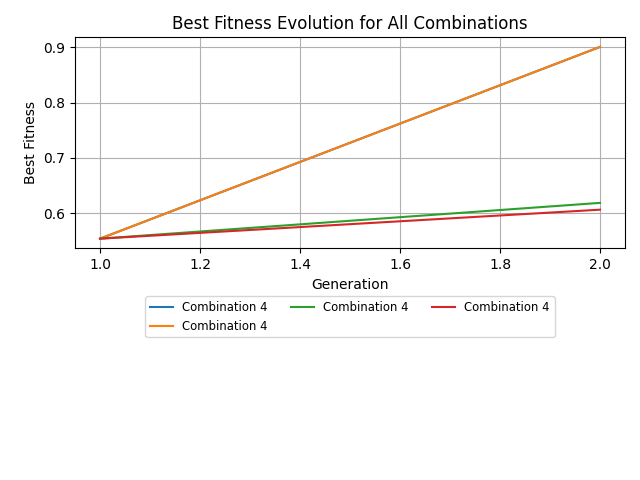 Best Fitness Evolution for All Combinations
0.9
0.8
0.7
0.6
Best Fitness
1.0 1.2 1.4 1.6 1.8 2.0
Generation
Combination 4 Combination 4 Combination 4
Combination 4